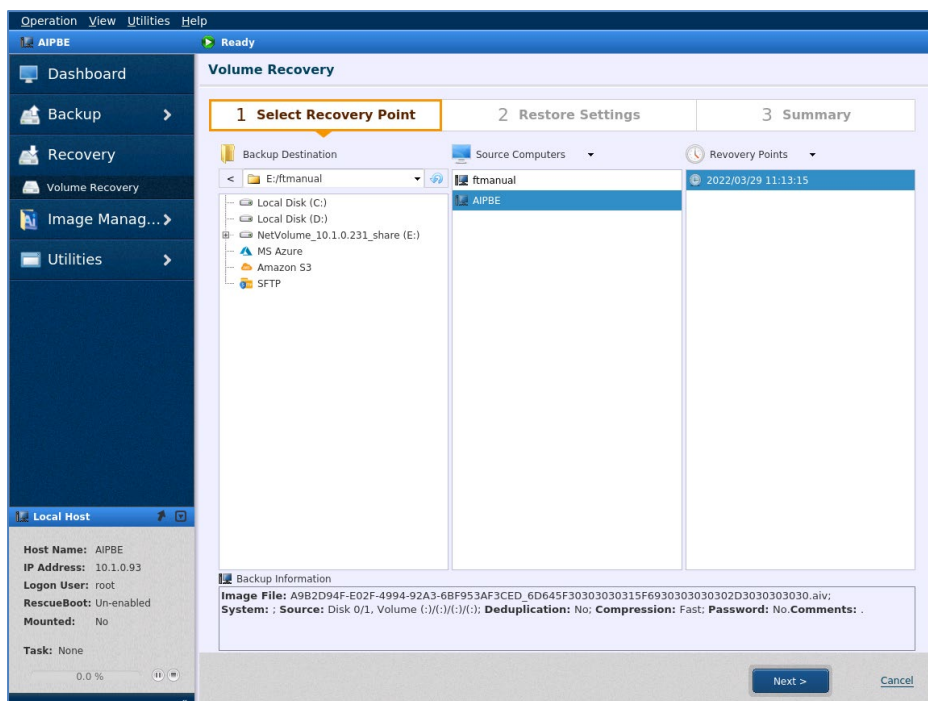 Operation View Utilities Help
AIPBE
Ready
Dashboard
Backup
Recovery
Volume Recovery
Image Manag...
Utilities
Volume Recovery
1 Select Recovery Point
2 Restore Settings
3 Summary
Backup Destination
Source Computers
Revovery Points
< E:/ftmanual
Local Disk (C:)
Local Disk (D:)
NetVolume_10.1.0.231_share (E:)
MS Azure
Amazon S3
SFTP
ftmanual
AIPBE
2022/03/29 11:13:15
Local Host
Host Name: AIPBE
IP Address: 10.1.0.93
Logon User: root
RescueBoot: Un-enabled
Mounted: No
Task: None
0.0 %
Backup Information
Image File: A9B2D94F-E02F-4994-92A3-6BF953AF3CED_6D645F30303030315F6930303030302D3030303030.aiv;
System: ; Source: Disk 0/1, Volume (:)/(:)/(:)/(:); Deduplication: No; Compression: Fast; Password: No.Comments: .
Next >
Cancel